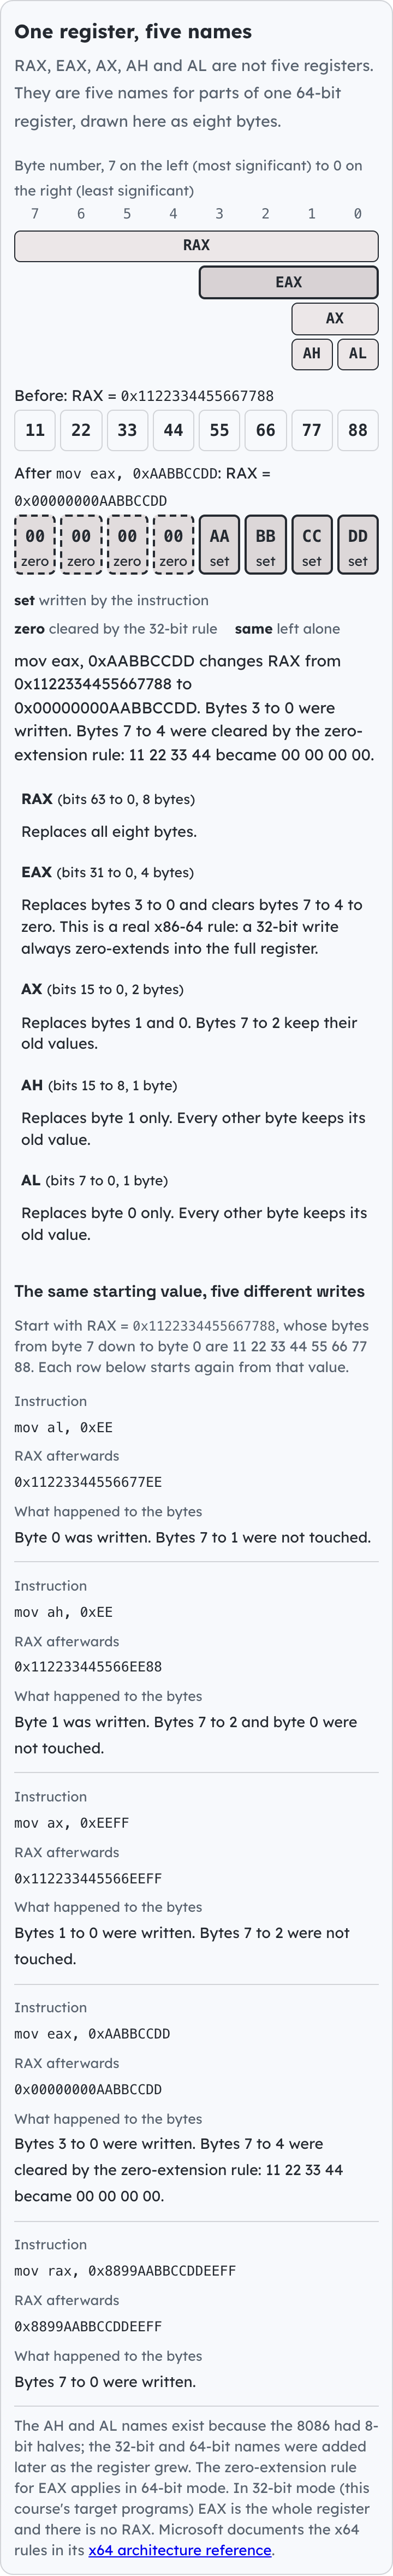 One register, five names
RAX, EAX, AX, AH and AL are not five registers.
They are five names for parts of one 64-bit
register, drawn here as eight bytes.
Byte number, 7 on the left (most significant) to 0 on
the right (least significant)
7 6 5 4 3 2 1 0
RAX
EAX
AX
AH AL
Before: RAX = 0x1122334455667788
11 22 33 44 55 66 77 88
After mov eax, 0xAABBCCDD: RAX =
0x00000000AABBCCDD
00 00 00 00 AA BB CC DD
zero zero zero zero set set set set
set written by the instruction
zero cleared by the 32-bit rule same left alone
mov eax, 0xAABBCCDD changes RAX from
0x1122334455667788 to
0x00000000AABBCCDD. Bytes 3 to 0 were
written. Bytes 7 to 4 were cleared by the zero-
extension rule: 11 22 33 44 became 00 00 00 00.
RAX (bits 63 to 0, 8 bytes)
Replaces all eight bytes.
EAX (bits 31 to 0, 4 bytes)
Replaces bytes 3 to 0 and clears bytes 7 to 4 to
zero. This is a real x86-64 rule: a 32-bit write
always zero-extends into the full register.
AX (bits 15 to 0, 2 bytes)
Replaces bytes 1 and 0. Bytes 7 to 2 keep their
old values.
AH (bits 15 to 8, 1 byte)
Replaces byte 1 only. Every other byte keeps its
old value.
AL (bits 7 to 0, 1 byte)
Replaces byte 0 only. Every other byte keeps its
old value.
The same starting value, five different writes
Start with RAX = 0x1122334455667788, whose bytes
from byte 7 down to byte 0 are 11 22 33 44 55 66 77
88. Each row below starts again from that value.
Instruction
mov al, 0xEE
RAX afterwards
0x11223344556677EE
What happened to the bytes
Byte 0 was written. Bytes 7 to 1 were not touched.
Instruction
mov ah, 0xEE
RAX afterwards
0x112233445566EE88
What happened to the bytes
Byte 1 was written. Bytes 7 to 2 and byte 0 were
not touched.
Instruction
mov ax, 0xEEFF
RAX afterwards
0x112233445566EEFF
What happened to the bytes
Bytes 1 to 0 were written. Bytes 7 to 2 were not
touched.
Instruction
mov eax, 0xAABBCCDD
RAX afterwards
0x00000000AABBCCDD
What happened to the bytes
Bytes 3 to 0 were written. Bytes 7 to 4 were
cleared by the zero-extension rule: 11 22 33 44
became 00 00 00 00.
Instruction
mov rax, 0x8899AABBCCDDEEFF
RAX afterwards
0x8899AABBCCDDEEFF
What happened to the bytes
Bytes 7 to 0 were written.
The AH and AL names exist because the 8086 had 8-
bit halves; the 32-bit and 64-bit names were added
later as the register grew. The zero-extension rule
for EAX applies in 64-bit mode. In 32-bit mode (this
course's target programs) EAX is the whole register
and there is no RAX. Microsoft documents the x64
rules in its x64 architecture reference.